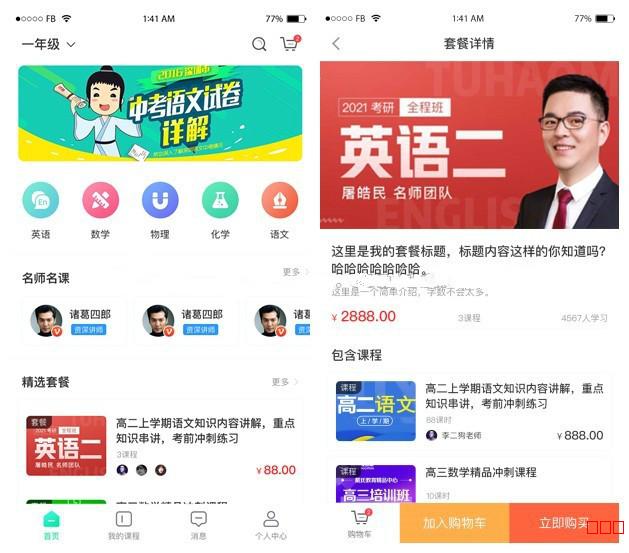 ●○○○○ FB
1:41 AM
77%
一年级
2
2016深圳市
中考语文试卷
详解
En
英语
数学
物理
化学
语文
名师名课
更多
诸葛四郎
资深讲师
诸葛四郎
资深讲师
诸葛四郎
资深讲师
精选套餐
更多
套餐
2021考研 全程班
英语二
屠皓民 名师团队
高二上学期语文知识内容讲解，重点
知识串讲，考前冲刺练习
3课程
¥ 88.00
首页
我的课程
消息
个人中心
●○○○○ FB
1:41 AM
77%
套餐详情
TUHAOM
2021考研 全程班
英语二
屠皓民 名师团队
ENGLIS
这里是我的套餐标题，标题内容这样的你知道吗?
哈哈哈哈哈哈哈。
这里是一个简单介绍，字数不会太多。
¥ 2888.00
3课程
4567人学习
包含课程
课程
高二语文
上/学/期
高二上学期语文知识内容讲解，重点
知识串讲，考前冲刺练习
68课时
李二狗老师
¥ 888.00
课程
高三培训班
高三数学精品冲刺课程
10课时
2
购物车
加入购物车
立即购买